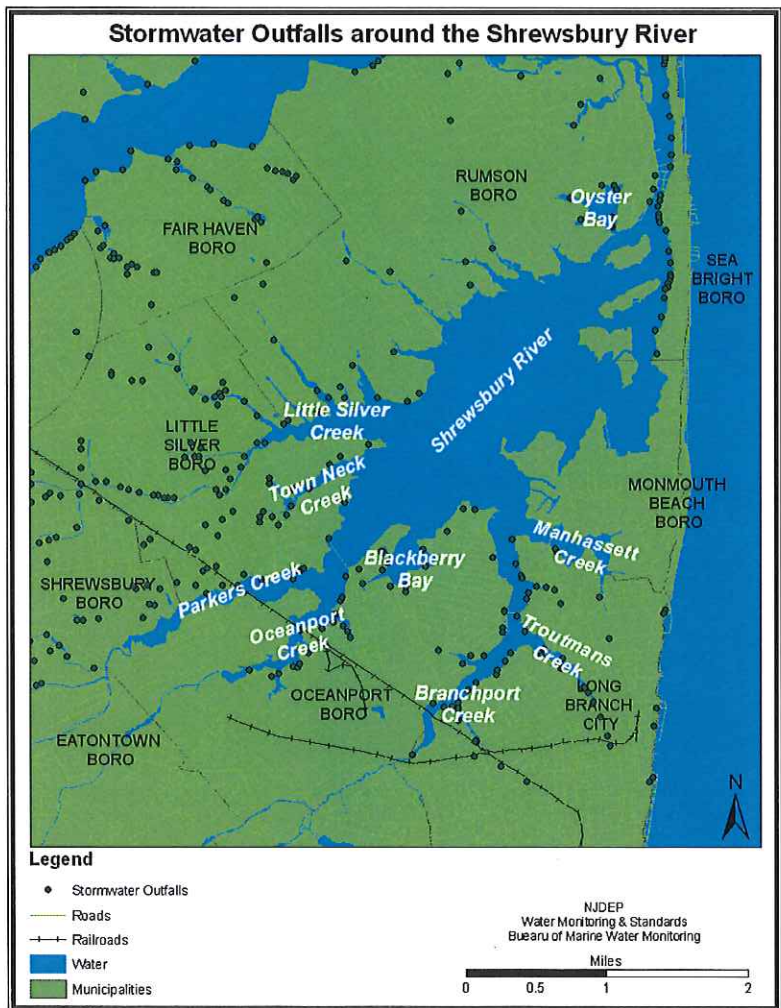 Stormwater Outfalls around the Shrewsbury River
RUMSON
BORO
Oyster
Bay
FAIR HAVEN
BORO
SEA
BRIGHT
BORO
Shrewsbury River
Little Silver
Creek
LITTLE
SILVER
BORO
Town Neck
Creek
MONMOUTH
BEACH
BORO
Manhassett
Creek
Blackberry
Bay
SHREWSBURY
BORO
Parkers Creek
Oceanport
Creek
Troutmans
Creek
OCEANPORT
BORO
Branchport
Creek
LONG
BRANCH
CITY
EATONTOWN
BORO
N
Legend
Stormwater Outfalls
Roads
Railroads
Water
Municipalities
NJDEP
Water Monitoring & Standards
Buearu of Marine Water Monitoring
Miles
0 0.5 1 2